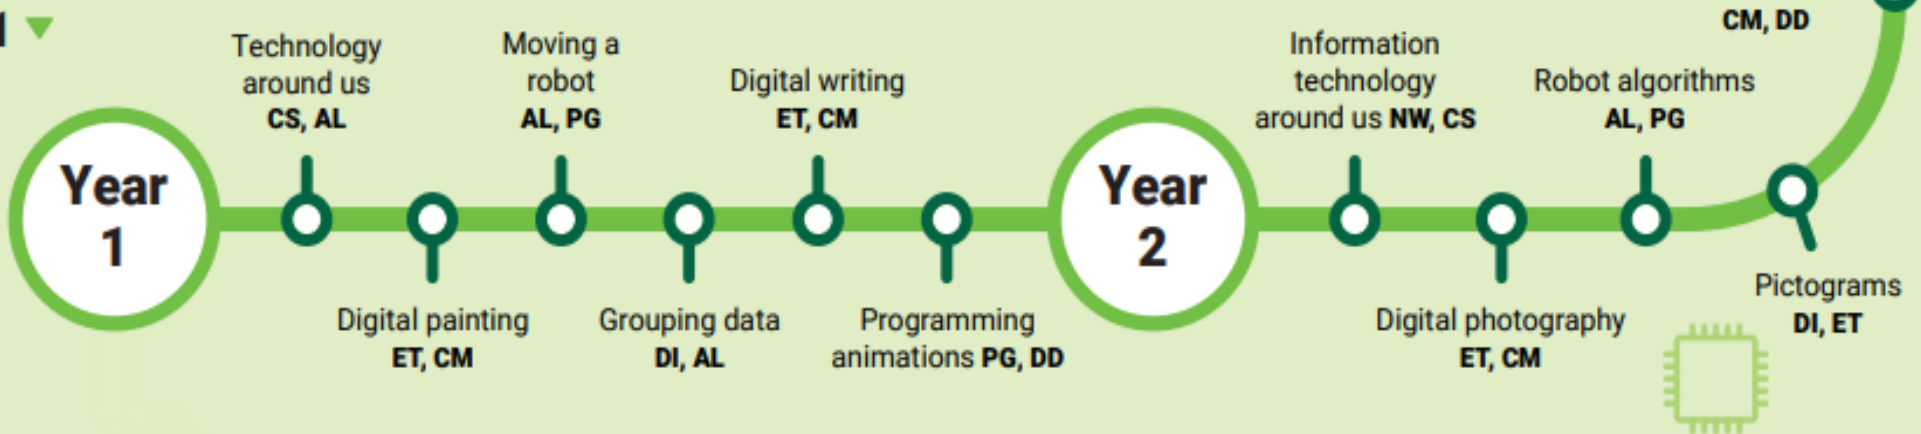 Year
1
Technology
around us
CS, AL
Digital painting
ET, CM
Moving a
robot
AL, PG
Grouping data
DI, AL
Digital writing
ET, CM
Programming
animations PG, DD
Year
2
Information
technology
around us NW, CS
Digital photography
ET, CM
Robot algorithms
AL, PG
Pictograms
DI, ET
CM, DD